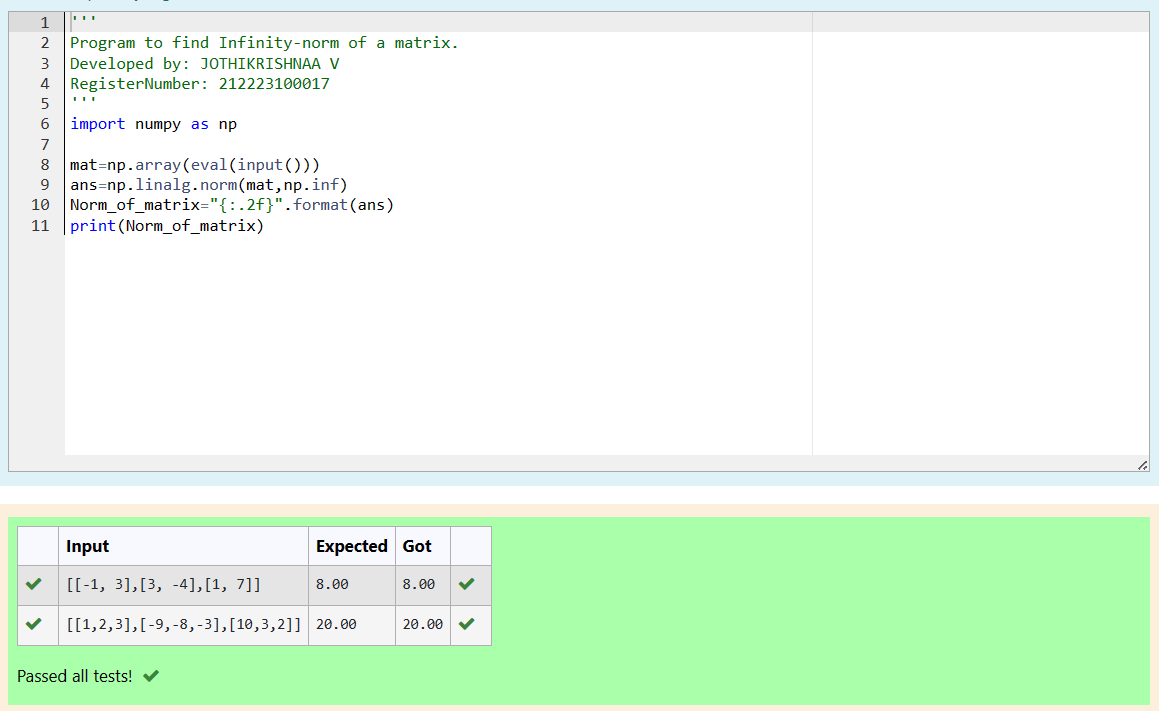 1 '''
2 Program to find Infinity-norm of a matrix.
3 Developed by: JOTHIKRISHNAA V
4 RegisterNumber: 212223100017
5 '''
6 import numpy as np
7
8 mat=np.array(eval(input()))
9 ans=np.linalg.norm(mat,np.inf)
10 Norm_of_matrix="{:.2f}".format(ans)
11 print(Norm_of_matrix)
Input Expected Got
[[-1, 3],[3, -4],[1, 7]] 8.00 8.00
[[1,2,3],[-9,-8,-3],[10,3,2]] 20.00 20.00
Passed all tests!